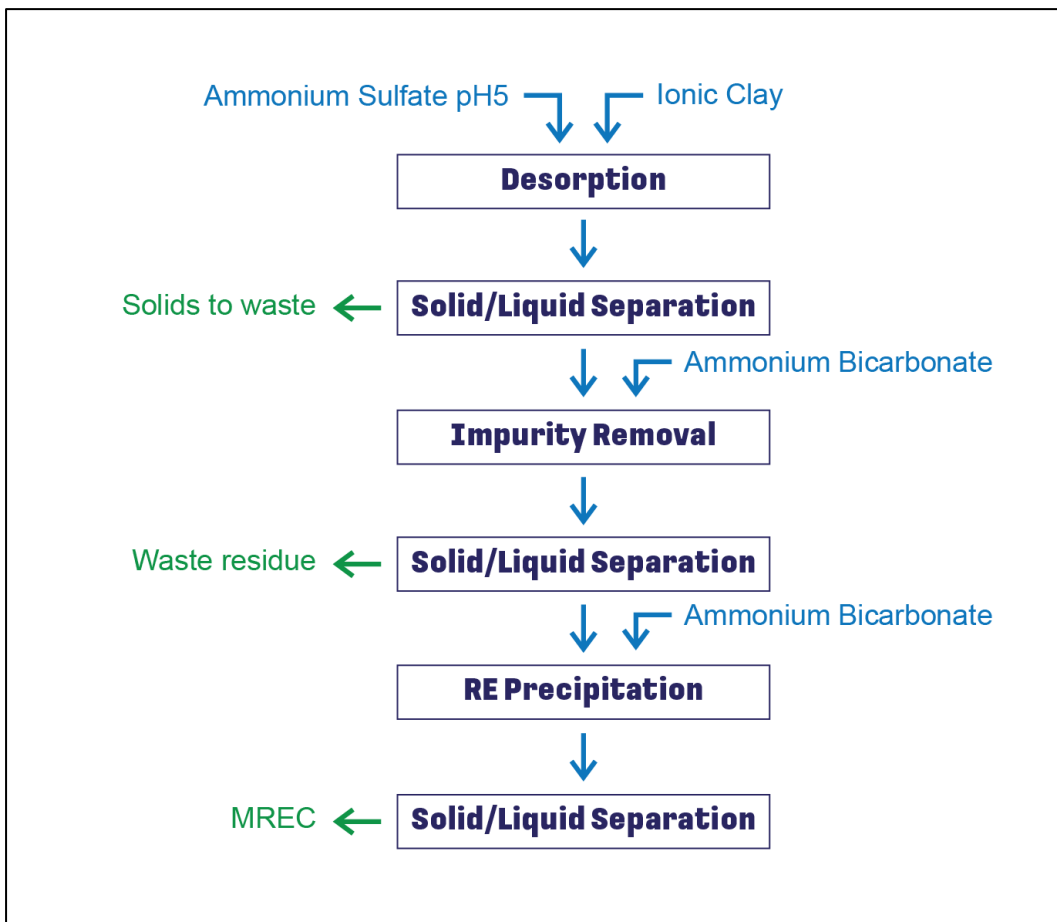 Ammonium Sulfate pH5
Ionic Clay
Desorption
Solids to waste
Solid/Liquid Separation
Ammonium Bicarbonate
Impurity Removal
Waste residue
Solid/Liquid Separation
Ammonium Bicarbonate
RE Precipitation
MREC
Solid/Liquid Separation